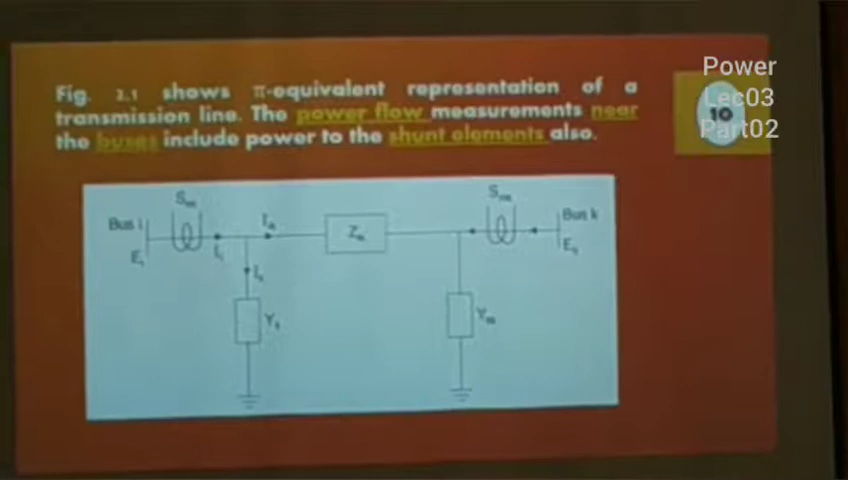 Fig. 2.1 shows π-equivalent representation of a
transmission line. The power flow measurements near
the buses include power to the shunt elements also.
Power
Lec03
Part02
10
Bus i
Bus k